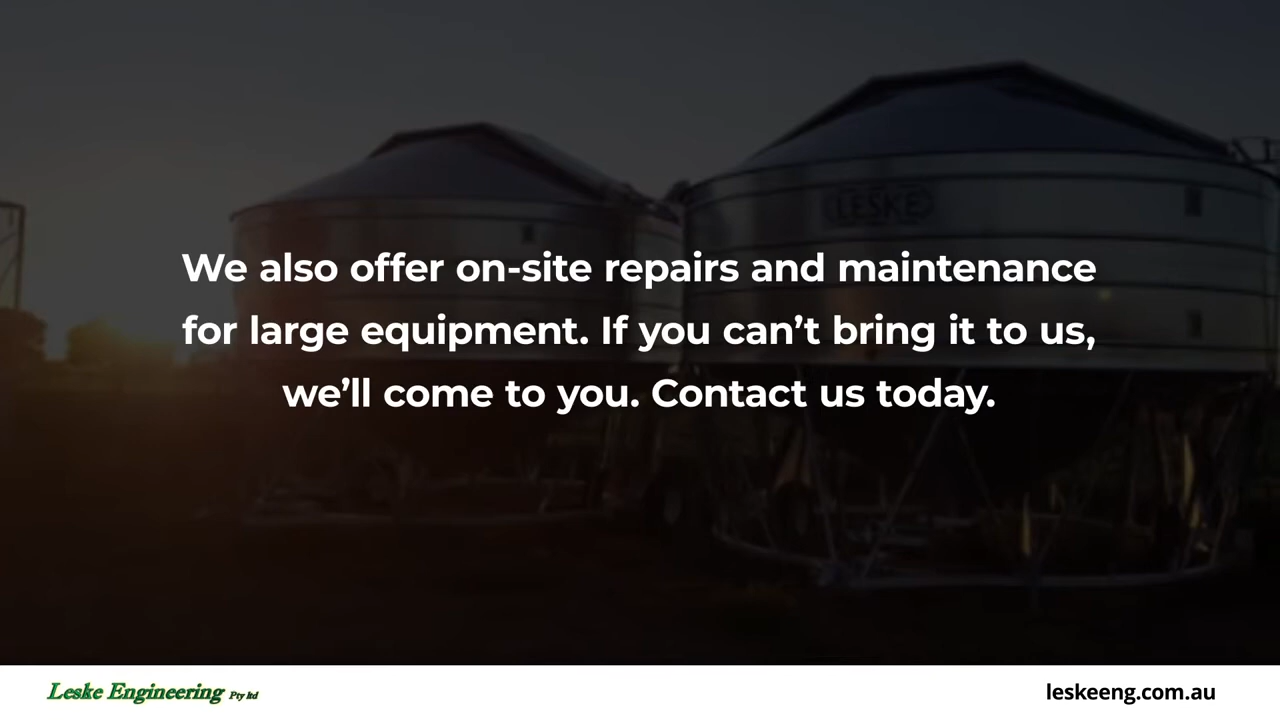 LESKE
We also offer on-site repairs and maintenance
for large equipment. If you can’t bring it to us,
we’ll come to you. Contact us today.
Leske Engineering Pty ltd
leskeeng.com.au